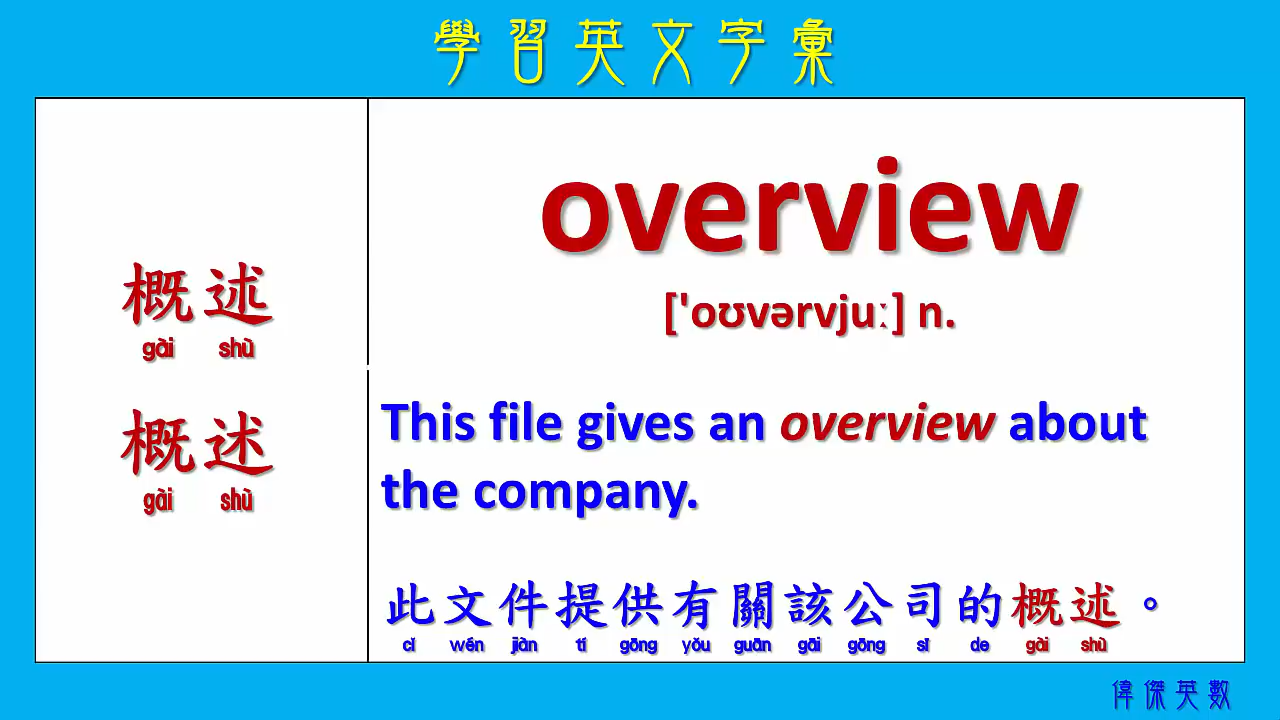 學習英文字彙
概述
gài shù
概述
gài shù
overview
['oʊvərvjuː] n.
This file gives an overview about
the company.
此文件提供有關該公司的概述。
cǐ wén jiàn tí gōng yǒu guān gāi gōng sī de gài shù
偉傑英數